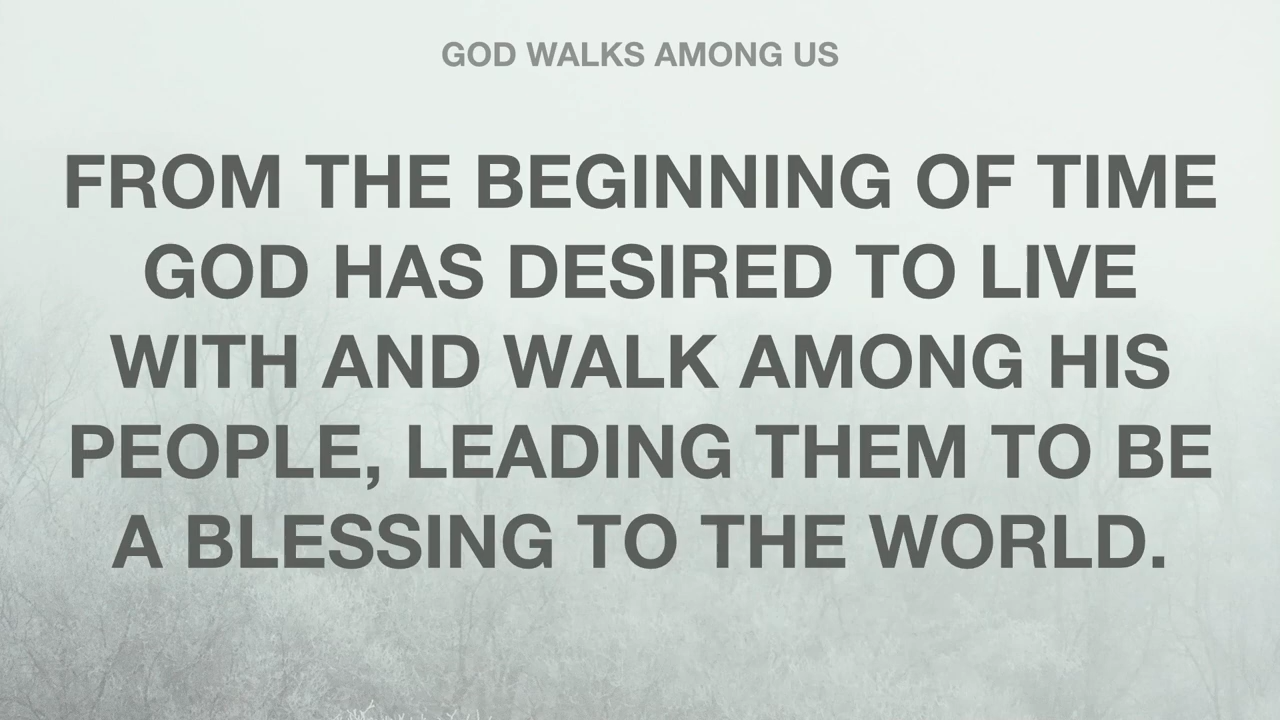 GOD WALKS AMONG US
FROM THE BEGINNING OF TIME
GOD HAS DESIRED TO LIVE
WITH AND WALK AMONG HIS
PEOPLE, LEADING THEM TO BE
A BLESSING TO THE WORLD.